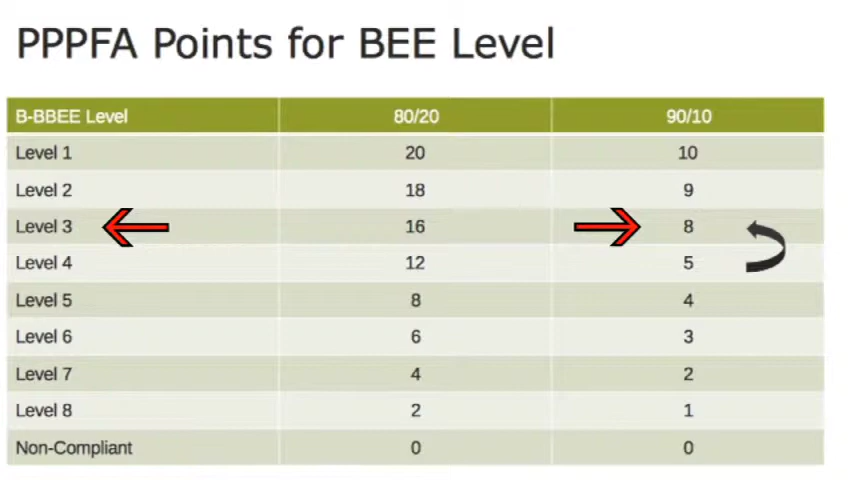 PPPFA Points for BEE Level
B-BBEE Level 80/20 90/10
Level 1 20 10
Level 2 18 9
Level 3 16 8
Level 4 12 5
Level 5 8 4
Level 6 6 3
Level 7 4 2
Level 8 2 1
Non-Compliant 0 0